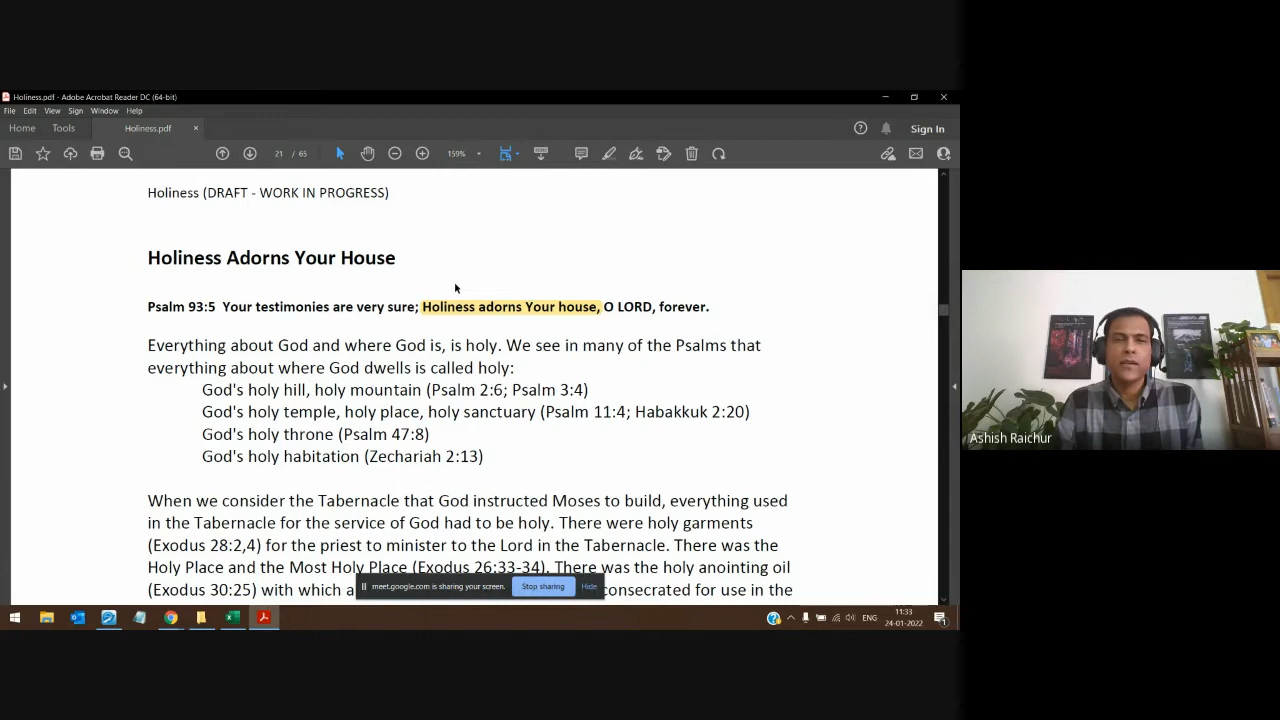 Holiness.pdf - Adobe Acrobat Reader DC (64-bit)
File Edit View Sign Window Help
Home Tools Holiness.pdf × Sign In
21 / 65 159%
Holiness (DRAFT - WORK IN PROGRESS)
Holiness Adorns Your House
Psalm 93:5 Your testimonies are very sure; Holiness adorns Your house, O LORD, forever.
Everything about God and where God is, is holy. We see in many of the Psalms that
everything about where God dwells is called holy:
God's holy hill, holy mountain (Psalm 2:6; Psalm 3:4)
God's holy temple, holy place, holy sanctuary (Psalm 11:4; Habakkuk 2:20)
God's holy throne (Psalm 47:8)
God's holy habitation (Zechariah 2:13)
When we consider the Tabernacle that God instructed Moses to build, everything used
in the Tabernacle for the service of God had to be holy. There were holy garments
(Exodus 28:2,4) for the priest to minister to the Lord in the Tabernacle. There was the
Holy Place and the Most Holy Place (Exodus 26:33-34). There was the holy anointing oil
(Exodus 30:25) with which a consecrated for use in the
meet.google.com is sharing your screen. Stop sharing Hide
ENG
11:33
24-01-2022
Ashish Raichur